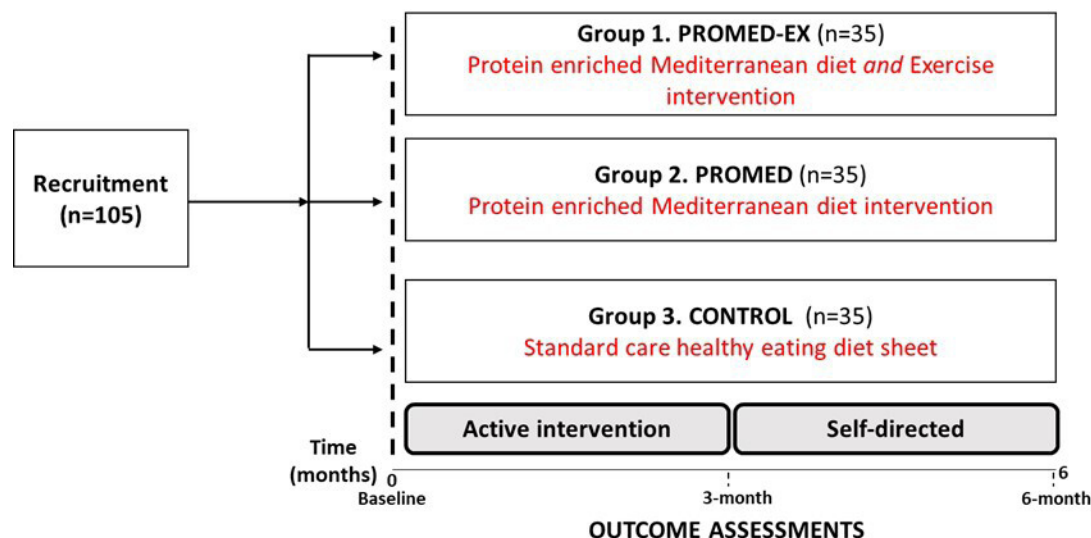 Recruitment
(n=105)
Group 1. PROMED-EX (n=35)
Protein enriched Mediterranean diet and Exercise
intervention
Group 2. PROMED (n=35)
Protein enriched Mediterranean diet intervention
Group 3. CONTROL (n=35)
Standard care healthy eating diet sheet
Active intervention
Self-directed
Time
(months)
0
6
Baseline
3-month
6-month
OUTCOME ASSESSMENTS